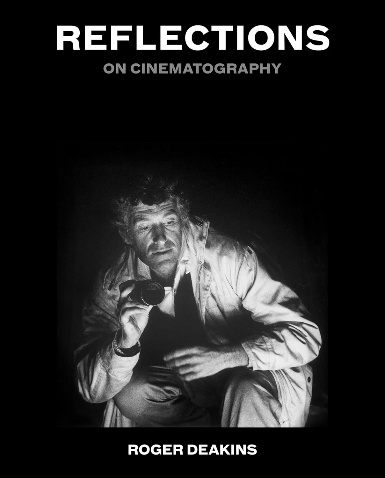 REFLECTIONS
ON CINEMATOGRAPHY
ROGER DEAKINS